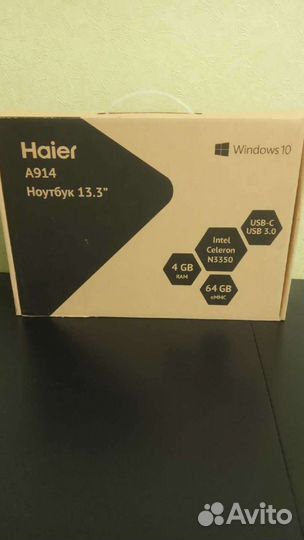 Haier
A914
Ноутбук 13.3"
Windows 10
USB-C
USB 3.0
Intel
Celeron
N3350
4 GB
RAM
64 GB
eMMC
Avito